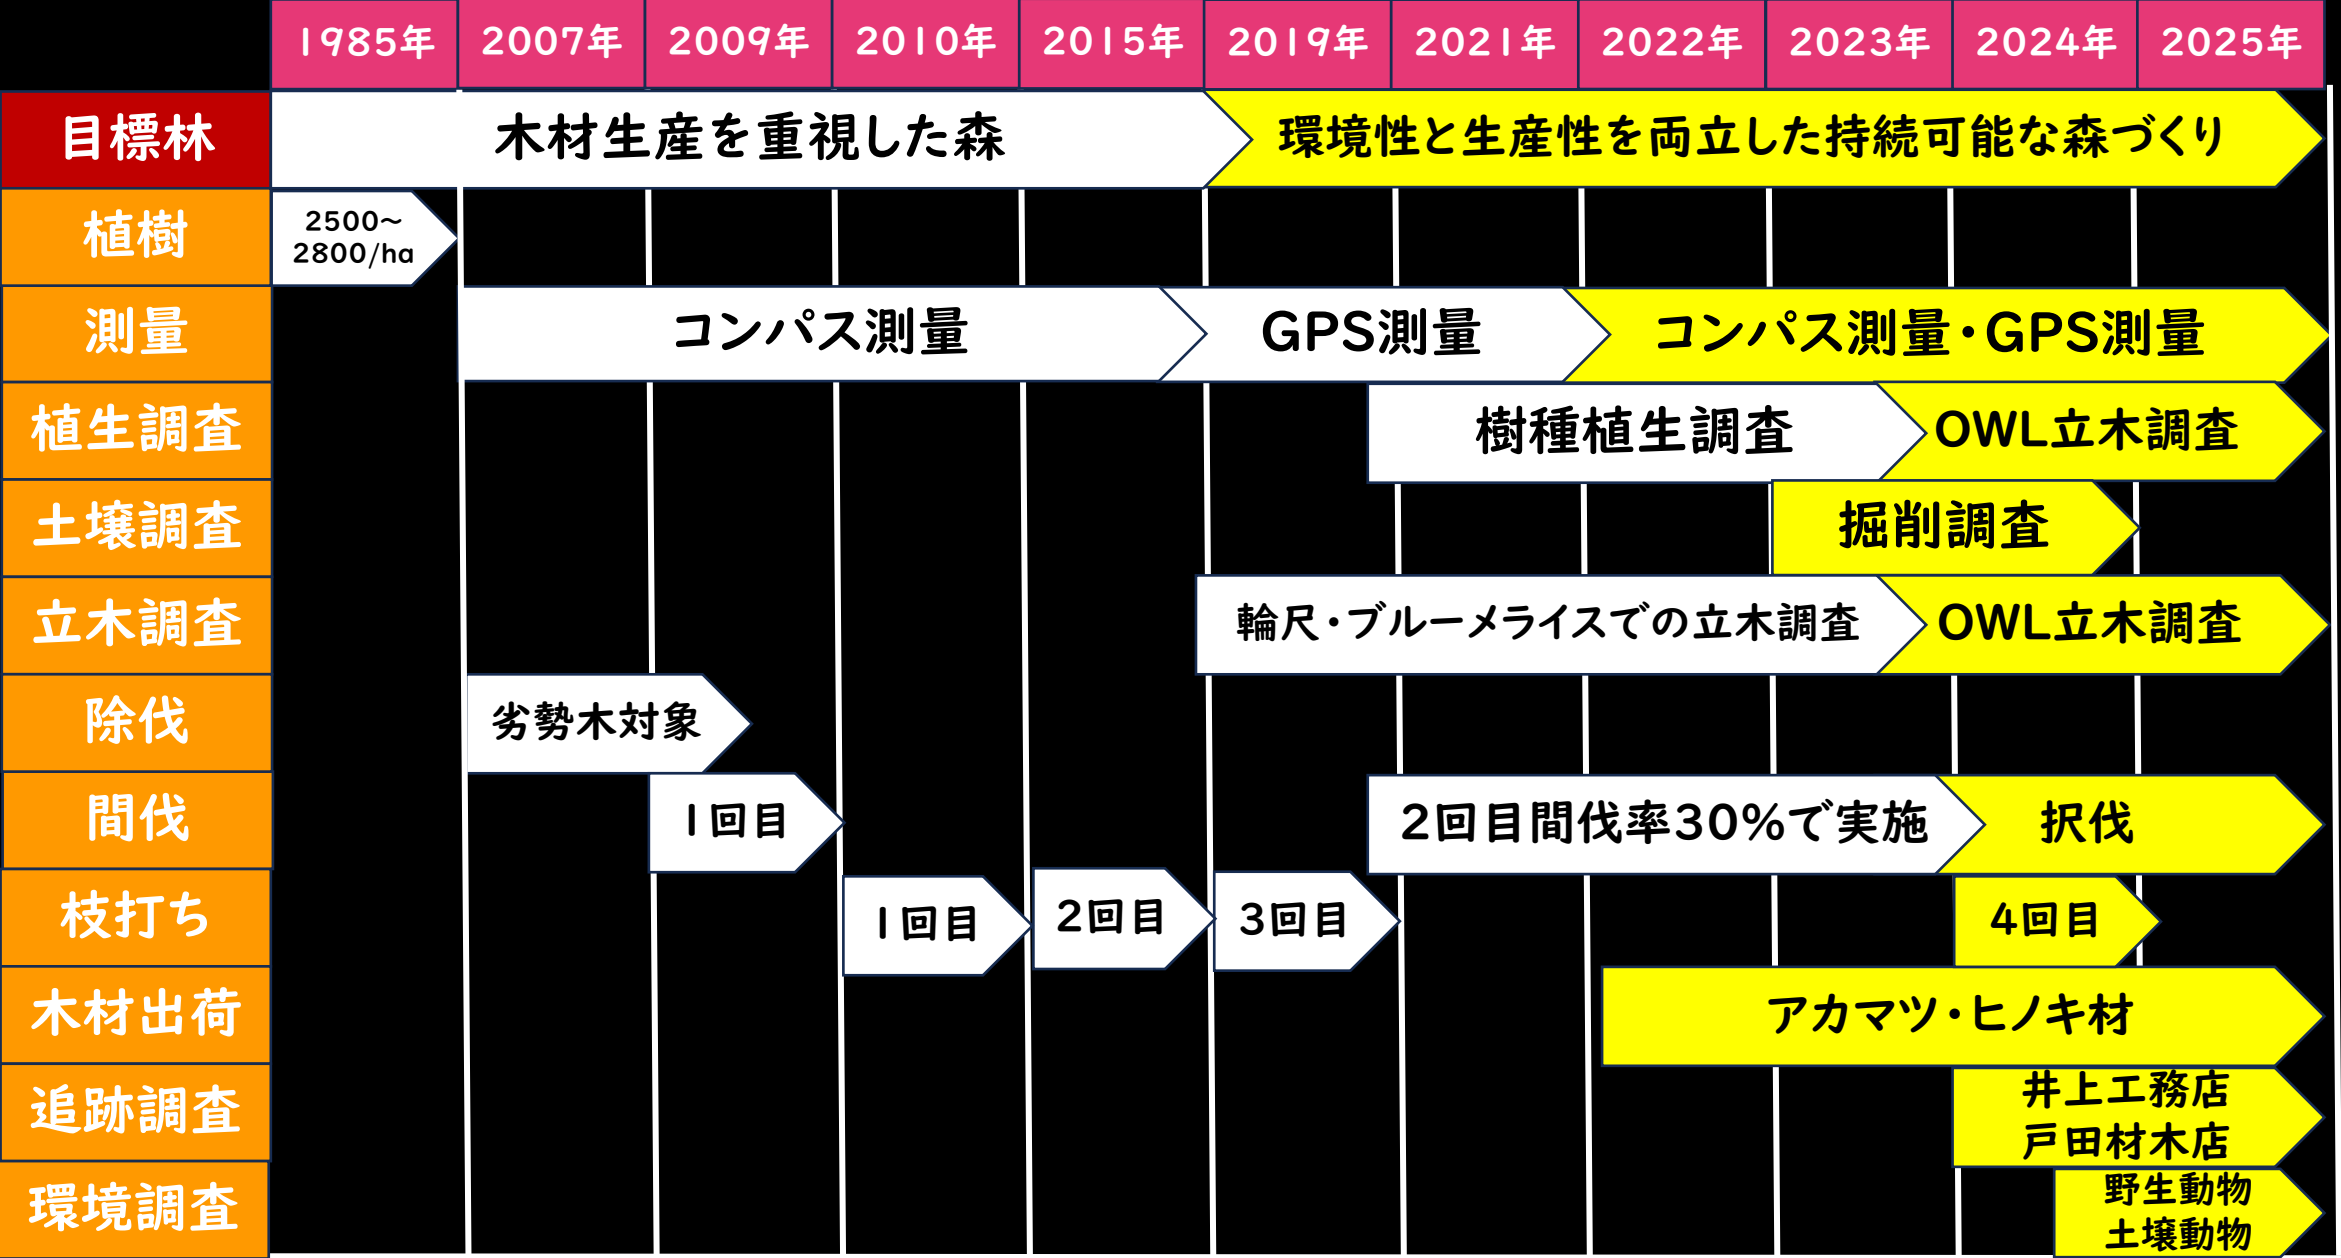 1985年 2007年 2009年 2010年 2015年 2019年 2021年 2022年 2023年 2024年 2025年
目標林 木材生産を重視した森 環境性と生産性を両立した持続可能な森づくり
植樹 2500～
2800/ha
測量 コンパス測量 GPS測量 コンパス測量・GPS測量
植生調査 樹種植生調査 OWL立木調査
土壌調査 掘削調査
立木調査 輪尺・ブルーメライスでの立木調査 OWL立木調査
除伐 劣勢木対象
間伐 1回目 2回目間伐率30%で実施 択伐
枝打ち 1回目 2回目 3回目 4回目
木材出荷 アカマツ・ヒノキ材
追跡調査 井上工務店
戸田材木店
環境調査 野生動物
土壌動物